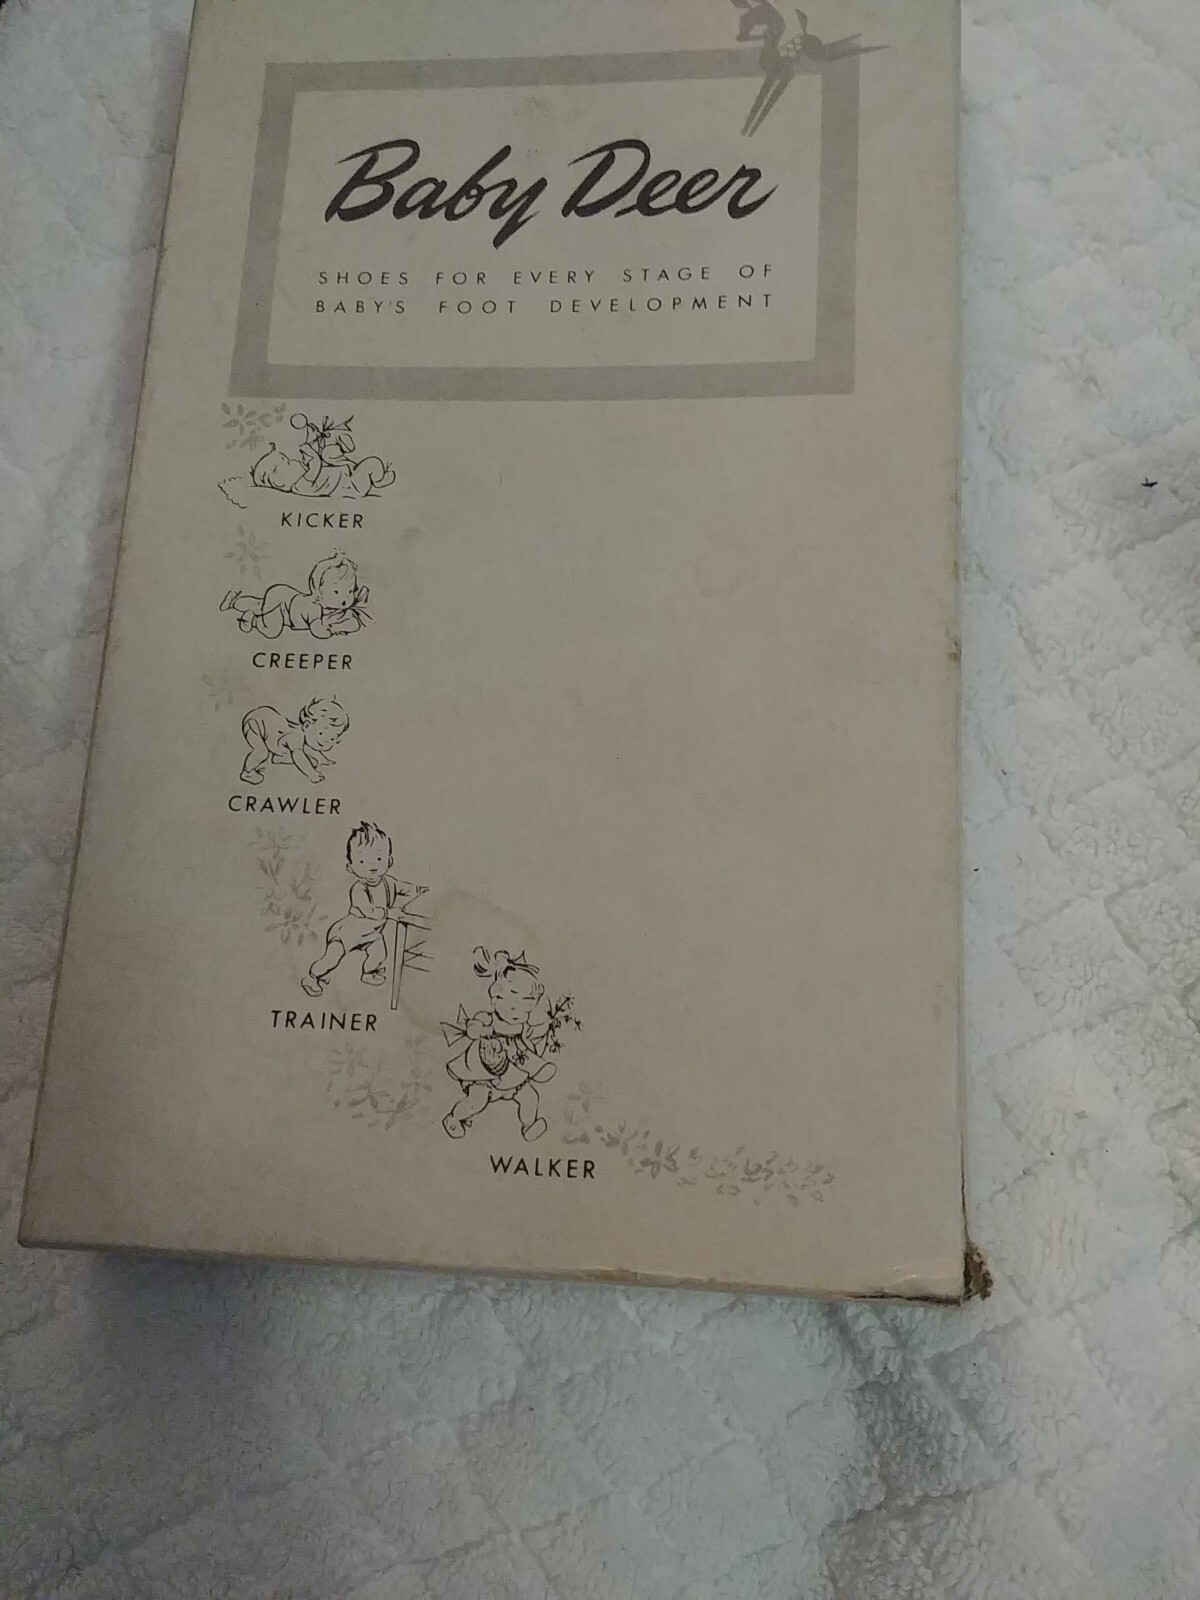 Baby Deer
SHOES FOR EVERY STAGE OF
BABY'S FOOT DEVELOPMENT
KICKER
CREEPER
CRAWLER
TRAINER
WALKER